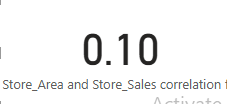 0.10
Store_Area and Store_Sales correlation
Activate